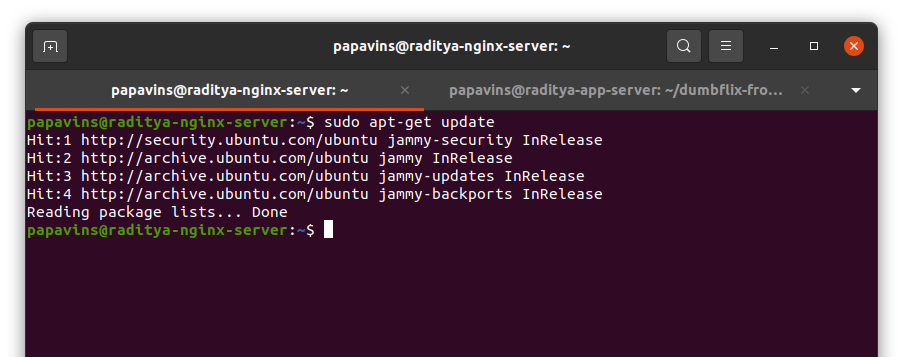 papavins@raditya-nginx-server: ~
papavins@raditya-nginx-server: ~
papavins@raditya-app-server: ~/dumbflix-fro...
papavins@raditya-nginx-server:~$ sudo apt-get update
Hit:1 http://security.ubuntu.com/ubuntu jammy-security InRelease
Hit:2 http://archive.ubuntu.com/ubuntu jammy InRelease
Hit:3 http://archive.ubuntu.com/ubuntu jammy-updates InRelease
Hit:4 http://archive.ubuntu.com/ubuntu jammy-backports InRelease
Reading package lists... Done
papavins@raditya-nginx-server:~$